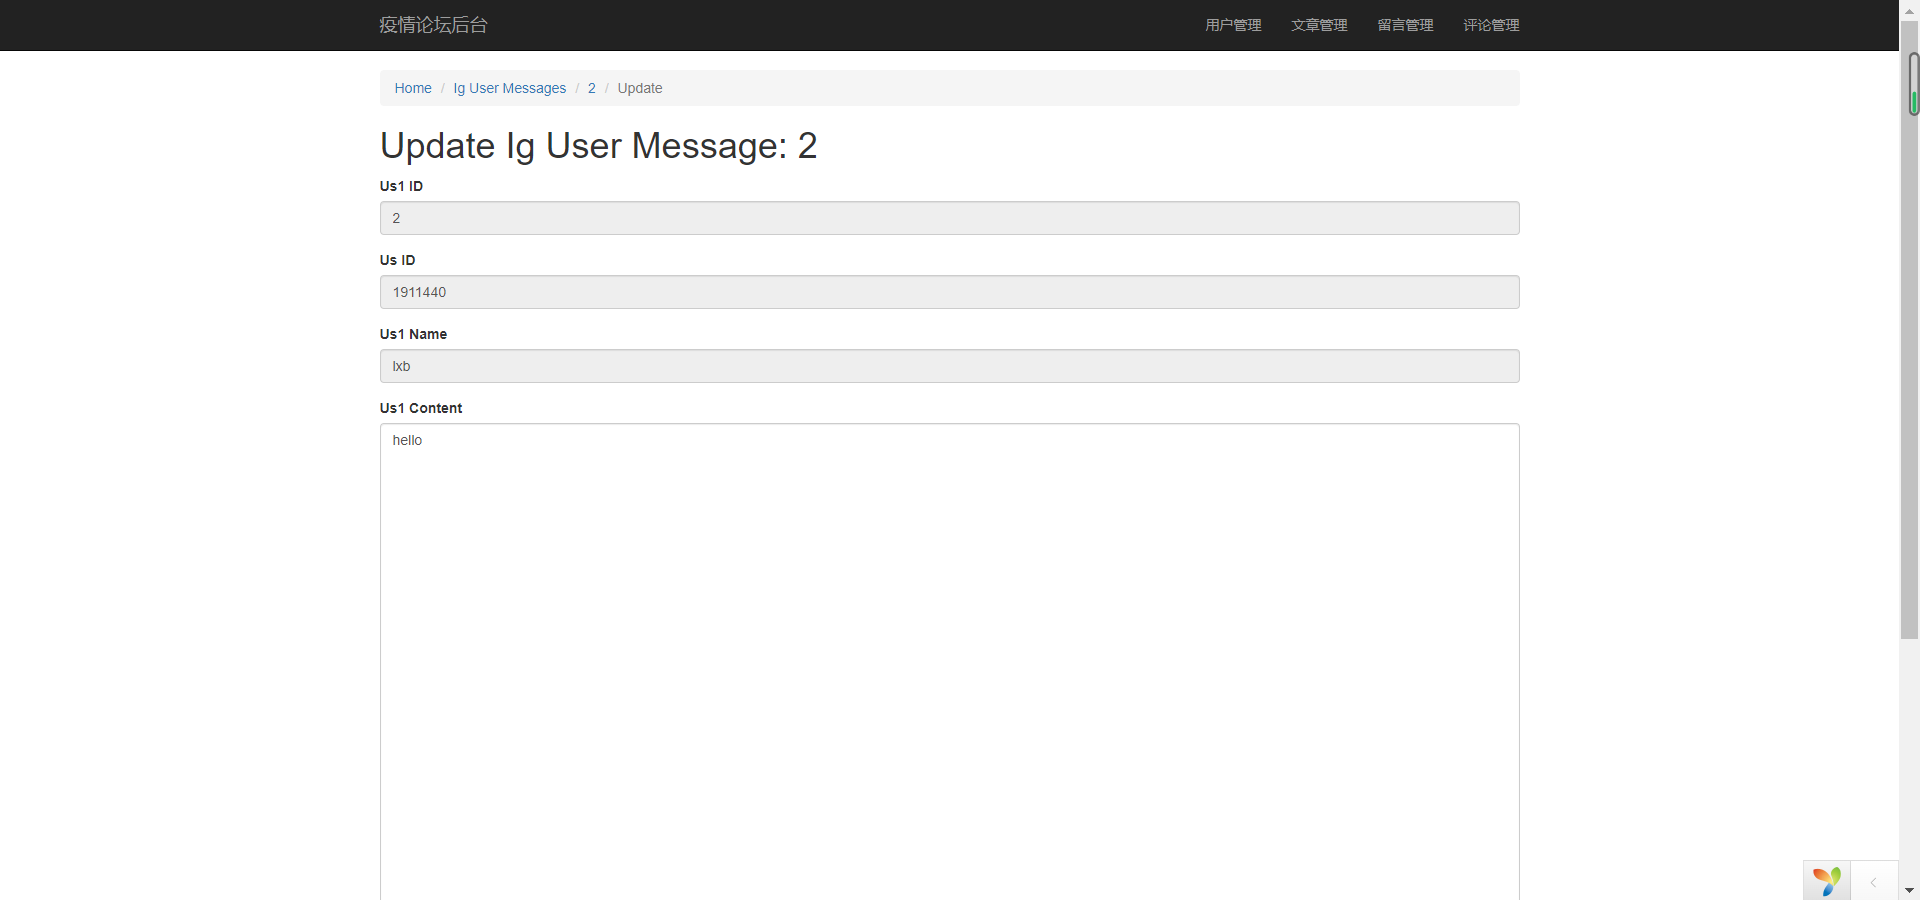 疫情论坛后台 用户管理 文章管理 留言管理 评论管理
Home / Ig User Messages / 2 / Update
Update Ig User Message: 2
Us1 ID
2
Us ID
1911440
Us1 Name
lxb
Us1 Content
hello